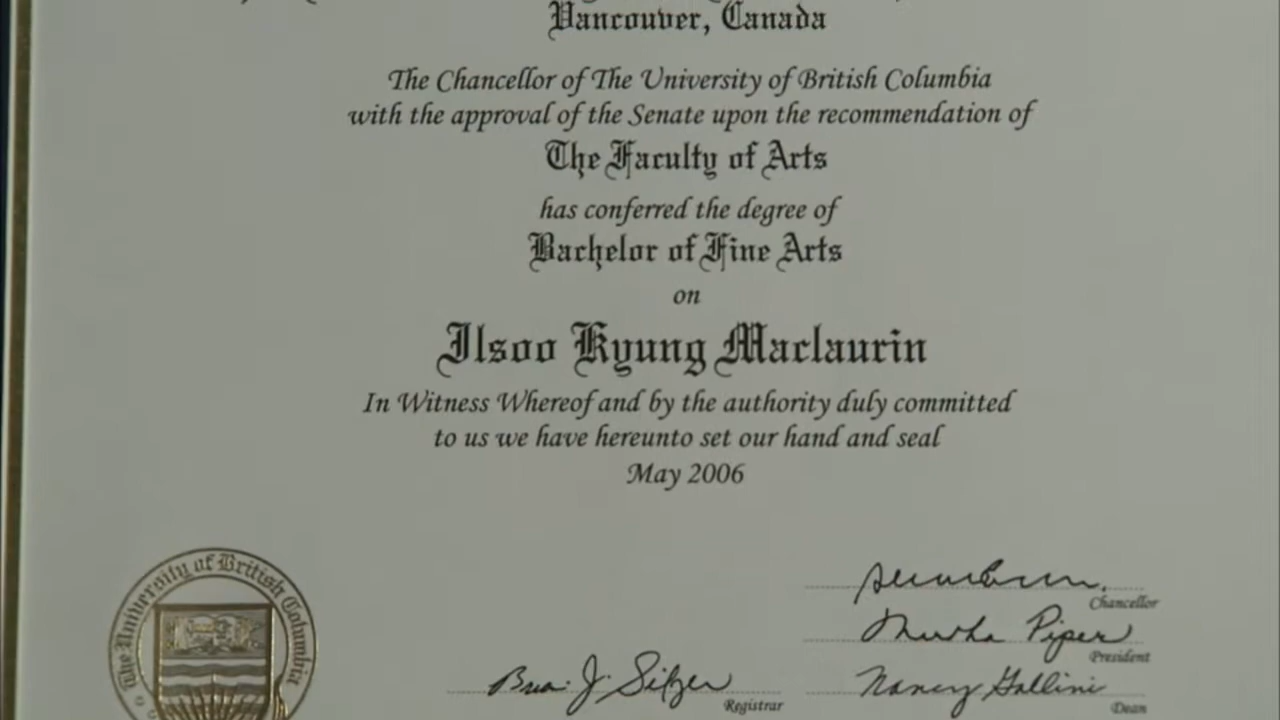 Vancouver, Canada
The Chancellor of The University of British Columbia
with the approval of the Senate upon the recommendation of
The Faculty of Arts
has conferred the degree of
Bachelor of Fine Arts
on
Ilsoo Kyung Maclaurin
In Witness Whereof and by the authority duly committed
to us we have hereunto set our hand and seal
May 2006
The University of British Columbia
Chancellor
Martha Piper
President
J.
Registrar
Nancy Gallini
Dean